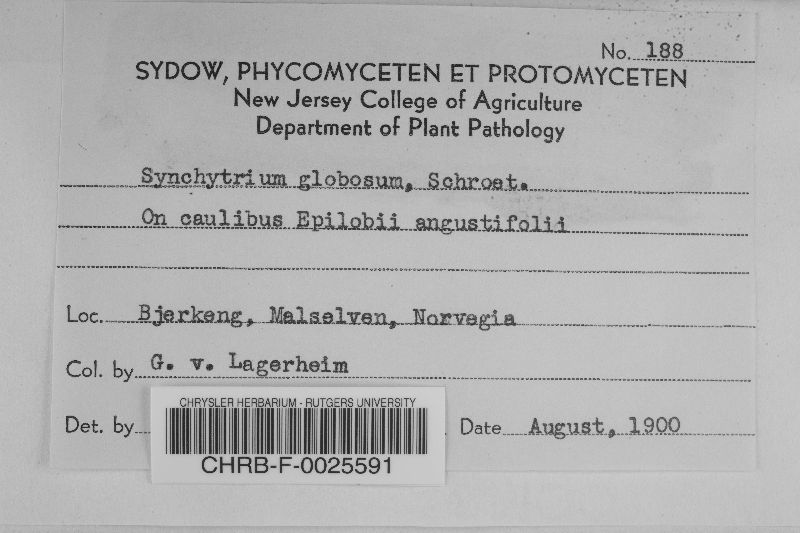 No. 188
SYDOW, PHYCOMYCETEN ET PROTOMYCETEN
New Jersey College of Agriculture
Department of Plant Pathology
Synchytrium globosum, Schroet.
On caulibus Epilobii angustifolii
Loc. Bjerkeng, Malselven, Norvegia
Col. by G. v. Lagerheim
Det. by
Date August, 1900
CHRYSLER HERBARIUM - RUTGERS UNIVERSITY
CHRB-F-0025591